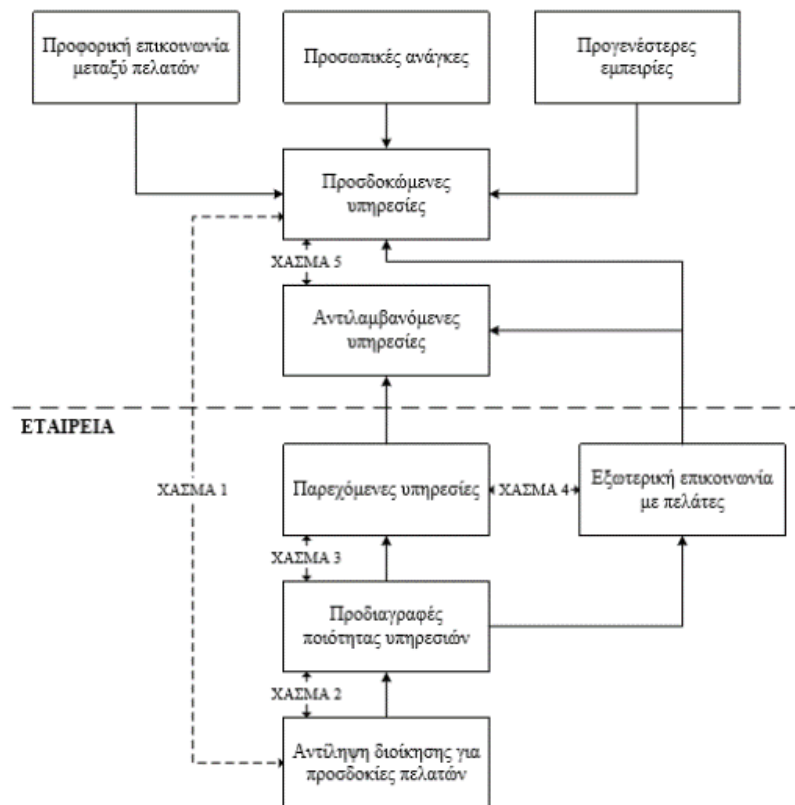 Προφορική επικοινωνία
μεταξύ πελατών
Προσωπικές ανάγκες
Προγενέστερες
εμπειρίες
Προσδοκώμενες
υπηρεσίες
ΧΑΣΜΑ 5
Αντιλαμβανόμενες
υπηρεσίες
ΕΤΑΙΡΕΙΑ
ΧΑΣΜΑ 1
Παρεχόμενες υπηρεσίες
ΧΑΣΜΑ 4
Εξωτερική επικοινωνία
με πελάτες
ΧΑΣΜΑ 3
Προδιαγραφές
ποιότητας υπηρεσιών
ΧΑΣΜΑ 2
Αντίληψη διοίκησης για
προσδοκίες πελατών